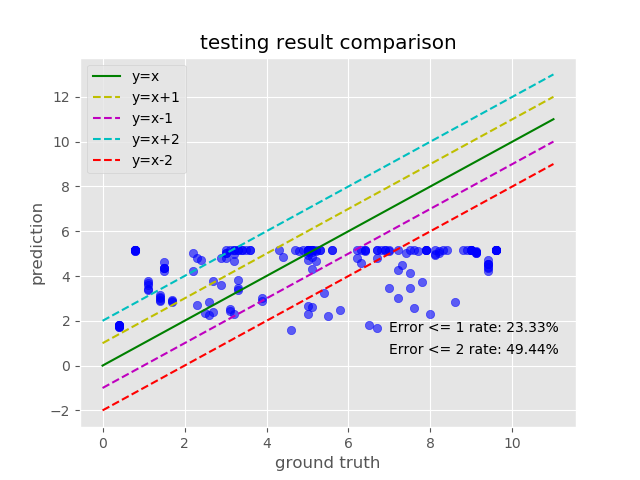 testing result comparison
y=x
y=x+1
y=x-1
y=x+2
y=x-2
12
10
8
6
4
2
0
−2
prediction
Error <= 1 rate: 23.33%
Error <= 2 rate: 49.44%
0 2 4 6 8 10
ground truth